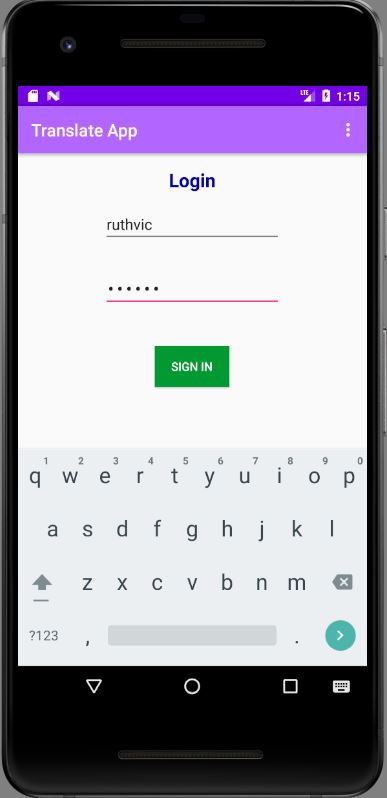 LTE 1:15
Translate App
Login
ruthvic
••••••
SIGN IN
1 2 3 4 5 6 7 8 9 0
q w e r t y u i o p
a s d f g h j k l
z x c v b n m
?123 , .